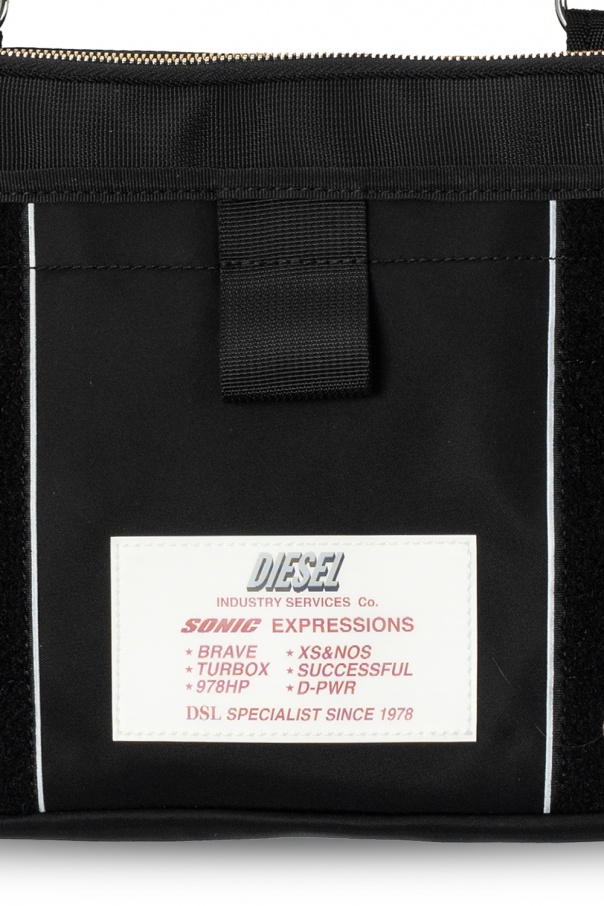 DIESEL
INDUSTRY SERVICES Co.
SONIC EXPRESSIONS
★ BRAVE ★ XS&NOS
★ TURBOX ★ SUCCESSFUL
★ 978HP ★ D-PWR
DSL SPECIALIST SINCE 1978